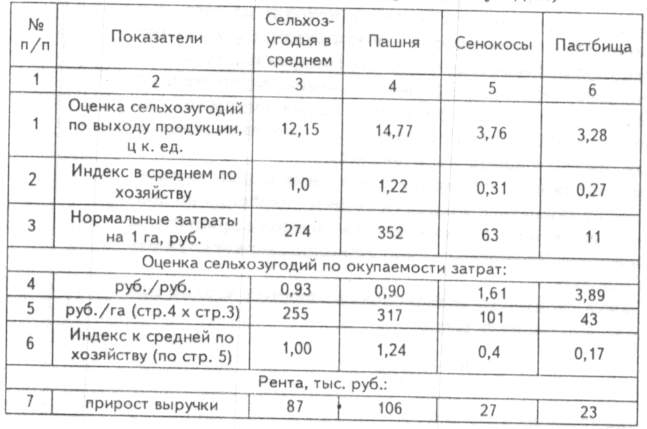 № п/п | Показатели | Сельхоз-угодья в среднем | Пашня | Сенокосы | Пастбища
1 | 2 | 3 | 4 | 5 | 6
1 | Оценка сельхозугодий по выходу продукции, ц к. ед. | 12,15 | 14,77 | 3,76 | 3,28
2 | Индекс в среднем по хозяйству | 1,0 | 1,22 | 0,31 | 0,27
3 | Нормальные затраты на 1 га, руб. | 274 | 352 | 63 | 11
Оценка сельхозугодий по окупаемости затрат:
4 | руб./руб. | 0,93 | 0,90 | 1,61 | 3,89
5 | руб./га (стр.4 х стр.3) | 255 | 317 | 101 | 43
6 | Индекс к средней по хозяйству (по стр. 5) | 1,00 | 1,24 | 0,4 | 0,17
Рента, тыс. руб.:
7 | прирост выручки | 87 | 106 | 27 | 23